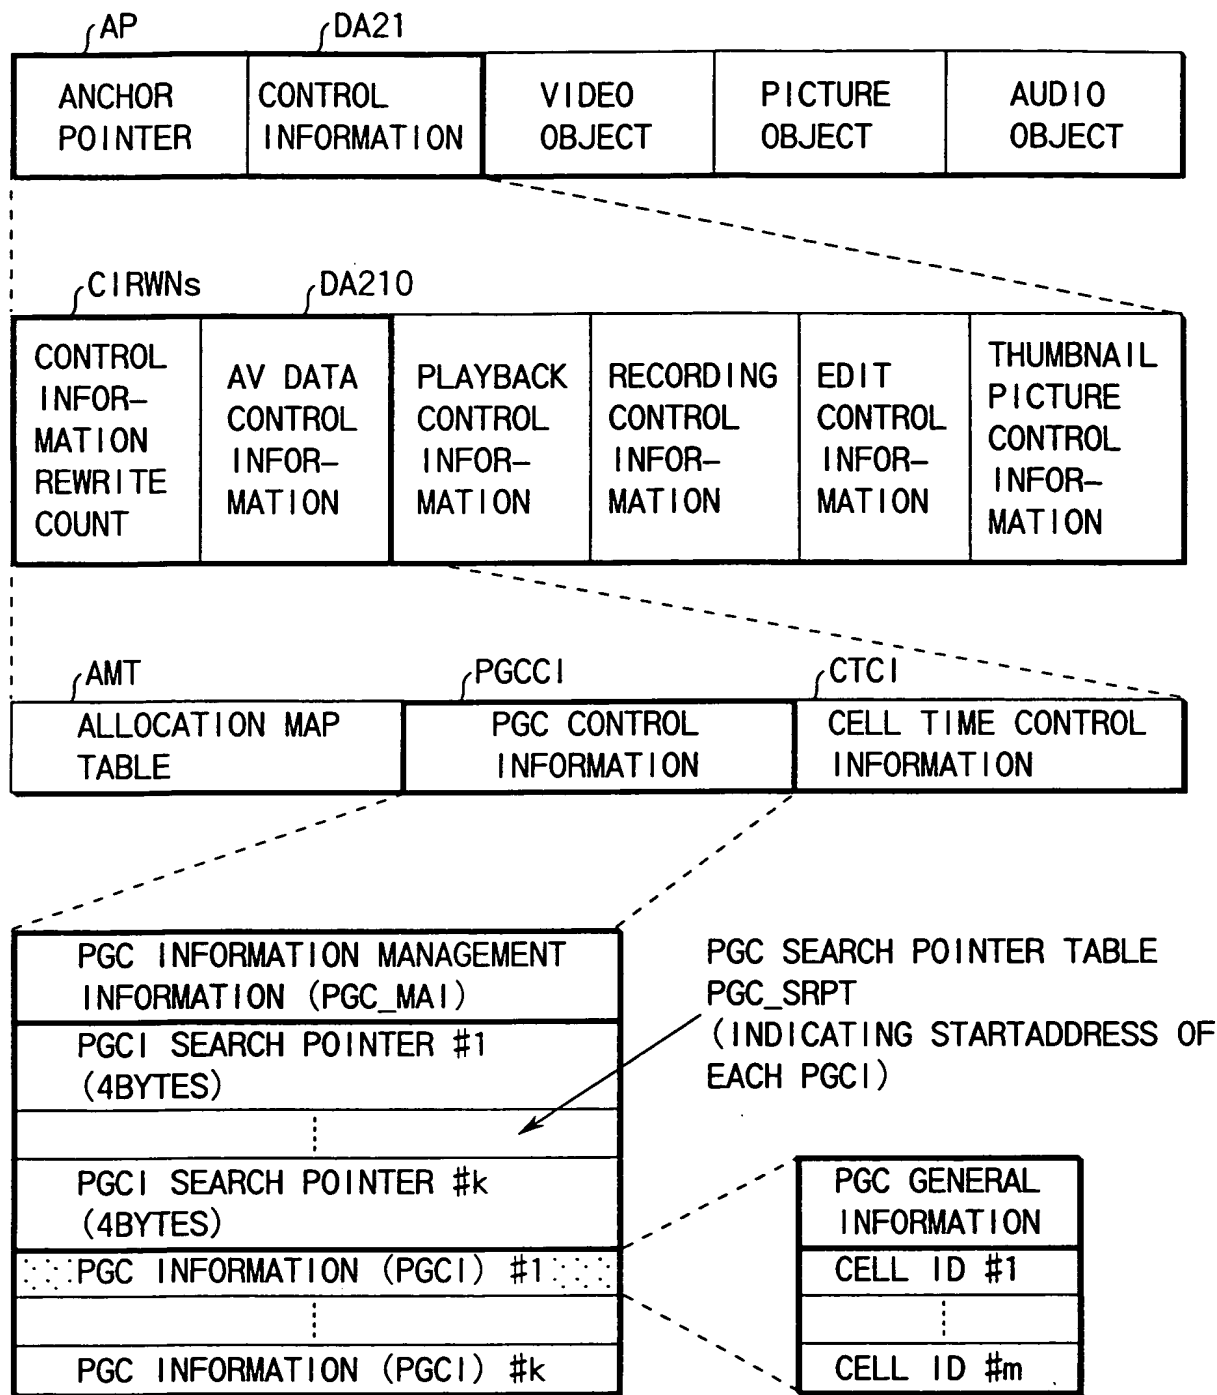 AP
DA21
ANCHOR
POINTER
CONTROL
INFORMATION
VIDEO
OBJECT
PICTURE
OBJECT
AUDIO
OBJECT
CIRWNs
DA210
CONTROL
INFOR-
MATION
REWRITE
COUNT
AV DATA
CONTROL
INFOR-
MATION
PLAYBACK
CONTROL
INFOR-
MATION
RECORDING
CONTROL
INFOR-
MATION
EDIT
CONTROL
INFOR-
MATION
THUMBNAIL
PICTURE
CONTROL
INFOR-
MATION
AMT
PGCCI
CTCI
ALLOCATION MAP
TABLE
PGC CONTROL
INFORMATION
CELL TIME CONTROL
INFORMATION
PGC INFORMATION MANAGEMENT
INFORMATION (PGC_MAI)
PGCI SEARCH POINTER #1
(4BYTES)
PGCI SEARCH POINTER #k
(4BYTES)
PGC INFORMATION (PGCI) #1
PGC INFORMATION (PGCI) #k
PGC SEARCH POINTER TABLE
PGC_SRPT
(INDICATING STARTADDRESS OF
EACH PGCI)
PGC GENERAL
INFORMATION
CELL ID #1
CELL ID #m